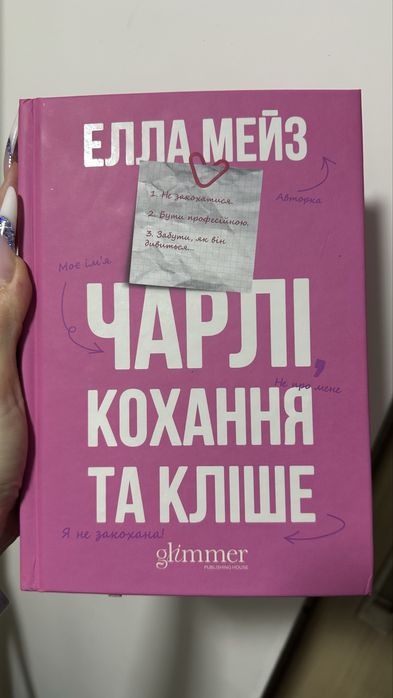 ЕЛЛА МЕЙЗ
1. Не закохатися.
2. Бути професійною.
3. Забути, як він
дивиться...
Авторка
Моє ім'я
ЧАРЛІ,
Не про мене
КОХАННЯ
ТА КЛІШЕ
Я не закохана!
glimmer
PUBLISHING HOUSE